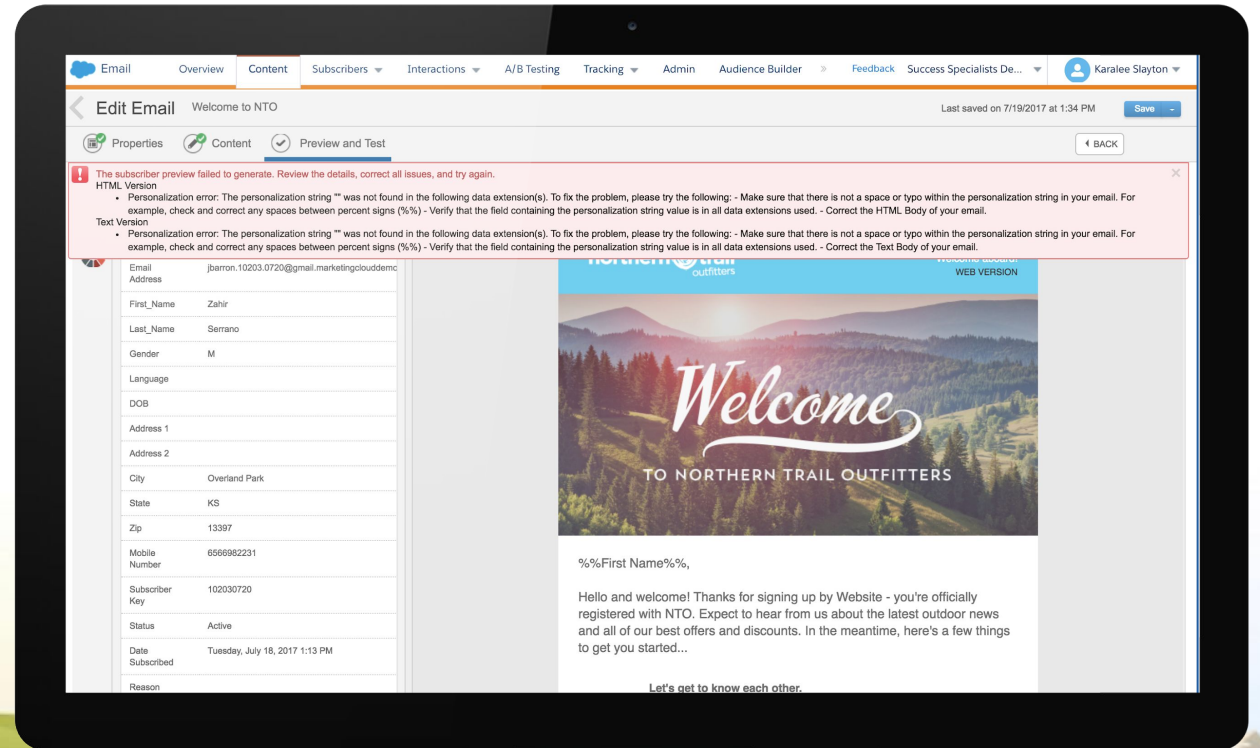 Email Overview Content Subscribers Interactions A/B Testing Tracking Admin Audience Builder » Feedback Success Specialists De... Karalee Slayton
Edit Email Welcome to NTO Last saved on 7/19/2017 at 1:34 PM Save
Properties Content Preview and Test BACK
The subscriber preview failed to generate. Review the details, correct all issues, and try again.
HTML Version
• Personalization error: The personalization string "" was not found in the following data extension(s). To fix the problem, please try the following: - Make sure that there is not a space or typo within the personalization string in your email. For
example, check and correct any spaces between percent signs (%%) - Verify that the field containing the personalization string value is in all data extensions used. - Correct the HTML Body of your email.
Text Version
• Personalization error: The personalization string "" was not found in the following data extension(s). To fix the problem, please try the following: - Make sure that there is not a space or typo within the personalization string in your email. For
example, check and correct any spaces between percent signs (%%) - Verify that the field containing the personalization string value is in all data extensions used. - Correct the Text Body of your email.
Email jbarron.10203.0720@gmail.marketingclouddemo
Address
First_Name Zahir
Last_Name Serrano
Gender M
Language
DOB
Address 1
Address 2
City Overland Park
State KS
Zip 13397
Mobile 6566982231
Number
Subscriber 102030720
Key
Status Active
Date Tuesday, July 18, 2017 1:13 PM
Subscribed
Reason
northern trail
outfitters
Welcome aboard!
WEB VERSION
Welcome
TO NORTHERN TRAIL OUTFITTERS
%%First Name%%,
Hello and welcome! Thanks for signing up by Website - you're officially
registered with NTO. Expect to hear from us about the latest outdoor news
and all of our best offers and discounts. In the meantime, here's a few things
to get you started...
Let's get to know each other.